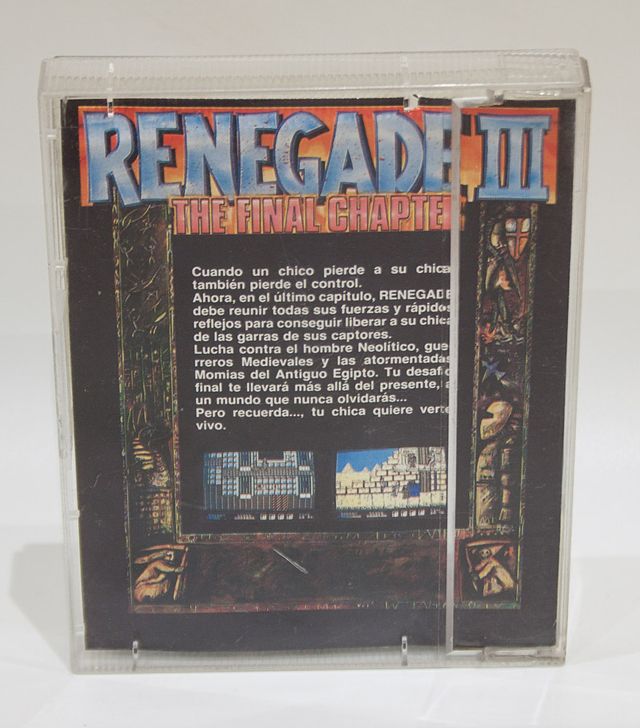 RENEGADE III
THE FINAL CHAPTE
Cuando un chico pierde a su chica
también pierde el control.
Ahora, en el último capítulo, RENEGADE
debe reunir todas sus fuerzas y rápidos
reflejos para conseguir liberar a su chica
de las garras de sus captores.
Lucha contra el hombre Neolítico, gue-
rreros Medievales y las atormentadas
Momias del Antiguo Egipto. Tu desafío
final te llevará más allá del presente, a
un mundo que nunca olvidarás...
Pero recuerda..., tu chica quiere verte
vivo.